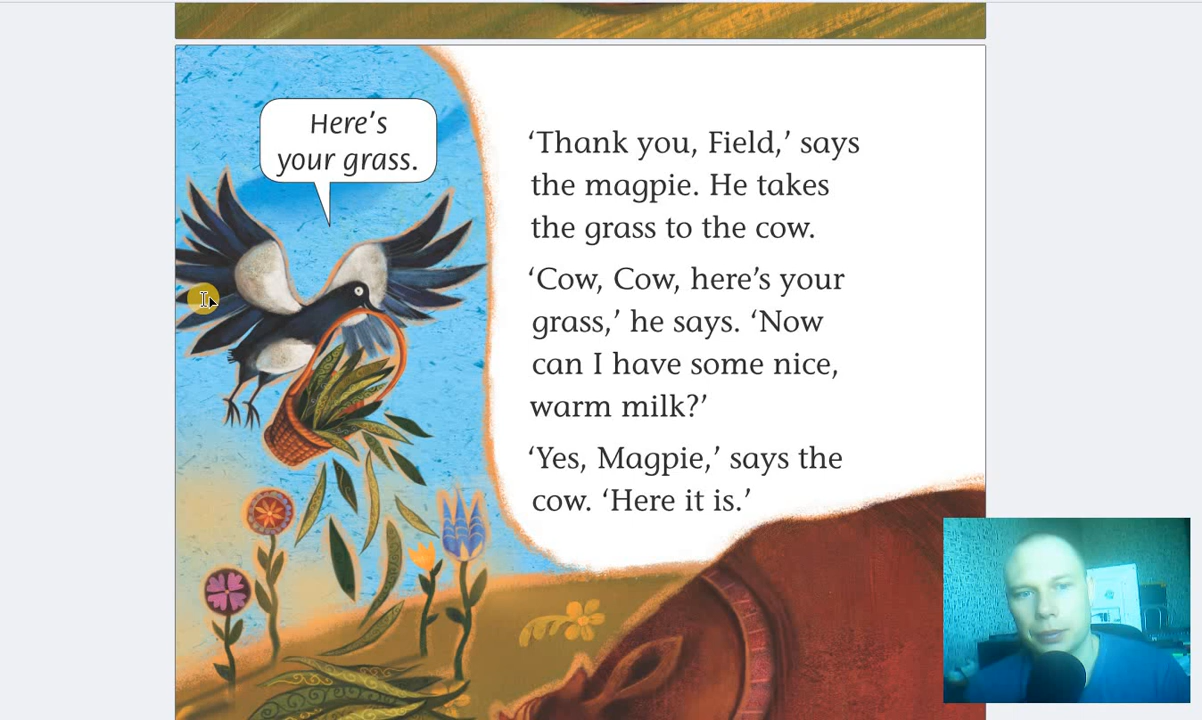 Here's
your grass.
‘Thank you, Field,’ says
the magpie. He takes
the grass to the cow.
‘Cow, Cow, here’s your
grass,’ he says. ‘Now
can I have some nice,
warm milk?’
‘Yes, Magpie,’ says the
cow. ‘Here it is.’